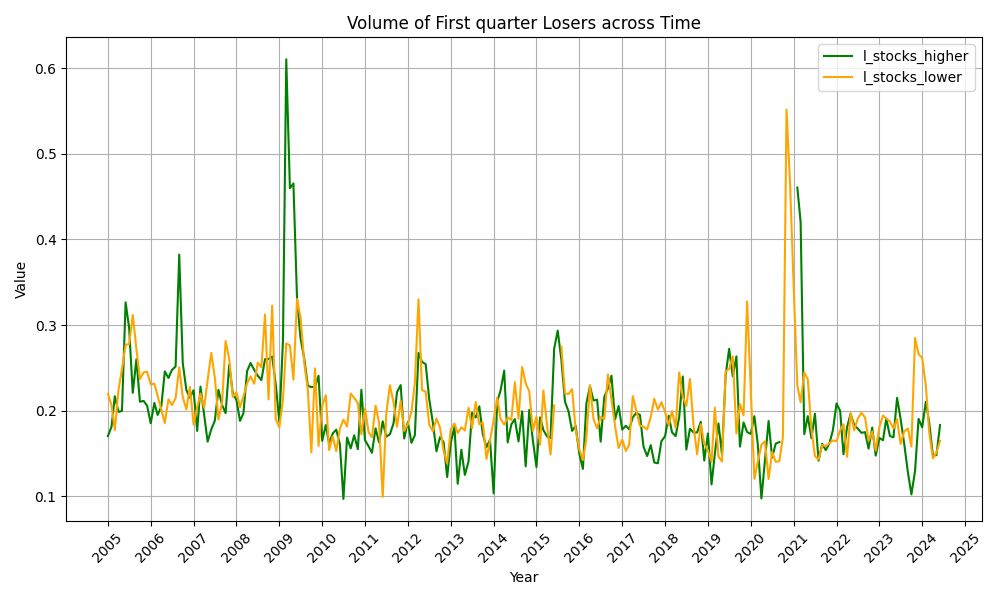 Volume of First quarter Losers across Time
l_stocks_higher
l_stocks_lower
Value
0.6
0.5
0.4
0.3
0.2
0.1
2005 2006 2007 2008 2009 2010 2011 2012 2013 2014 2015 2016 2017 2018 2019 2020 2021 2022 2023 2024 2025
Year